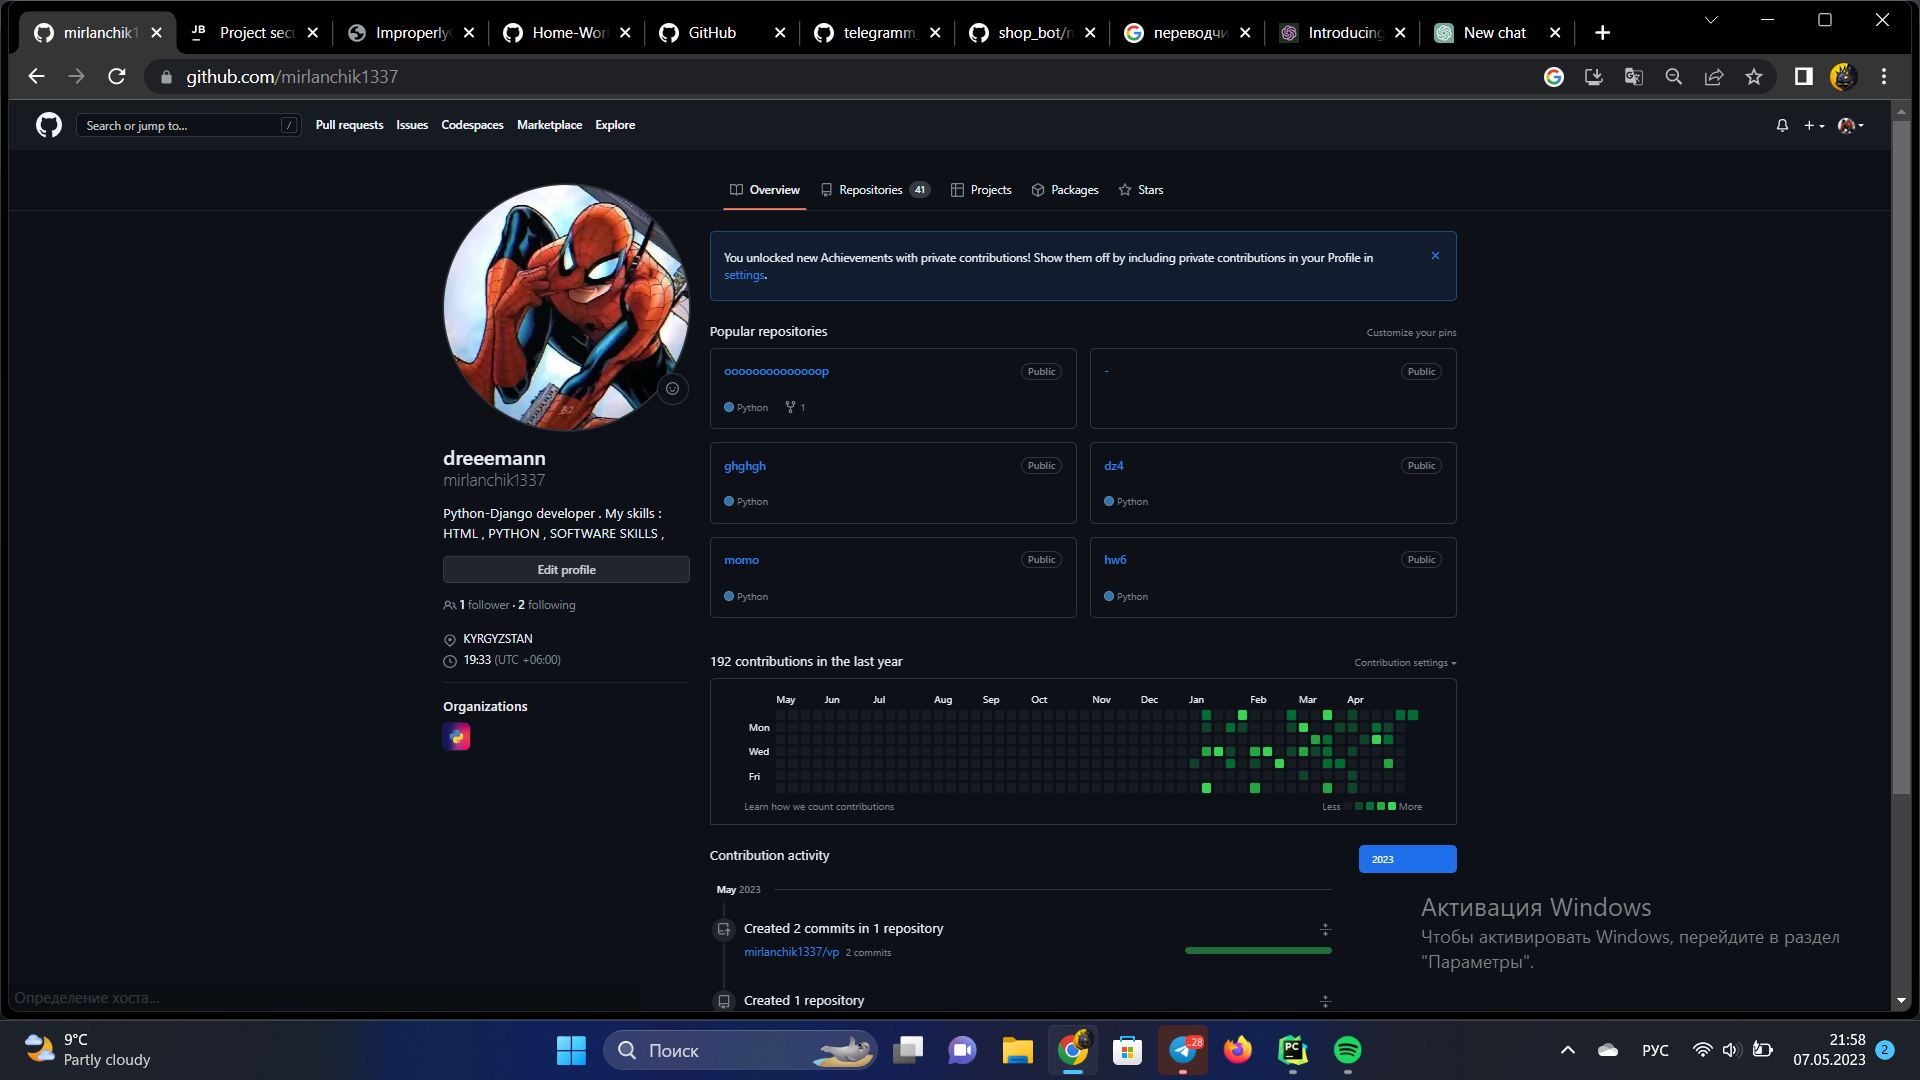 mirlanchik1
Project sec
Improperly
Home-Wor
GitHub
telegramm_
shop_bot/
переводчи
Introducing
New chat
github.com/mirlanchik1337
Search or jump to...
/
Pull requests
Issues
Codespaces
Marketplace
Explore
Overview
Repositories 41
Projects
Packages
Stars
You unlocked new Achievements with private contributions! Show them off by including private contributions in your Profile in
settings.
Popular repositories
Customize your pins
oooooooooooooop
Public
Python
1
-
Public
ghghgh
Public
Python
dz4
Public
Python
momo
Public
Python
hw6
Public
Python
dreeemann
mirlanchik1337
Python-Django developer . My skills :
HTML , PYTHON , SOFTWARE SKILLS ,
Edit profile
1 follower · 2 following
KYRGYZSTAN
19:33 (UTC +06:00)
Organizations
192 contributions in the last year
Contribution settings
May Jun Jul Aug Sep Oct Nov Dec Jan Feb Mar Apr
Mon
Wed
Fri
Learn how we count contributions
Less
More
Contribution activity
2023
May 2023
Created 2 commits in 1 repository
mirlanchik1337/vp 2 commits
Created 1 repository
Активация Windows
Чтобы активировать Windows, перейдите в раздел
"Параметры".
Определение хоста...
9°C
Partly cloudy
Поиск
28
РУС
21:58
07.05.2023
2